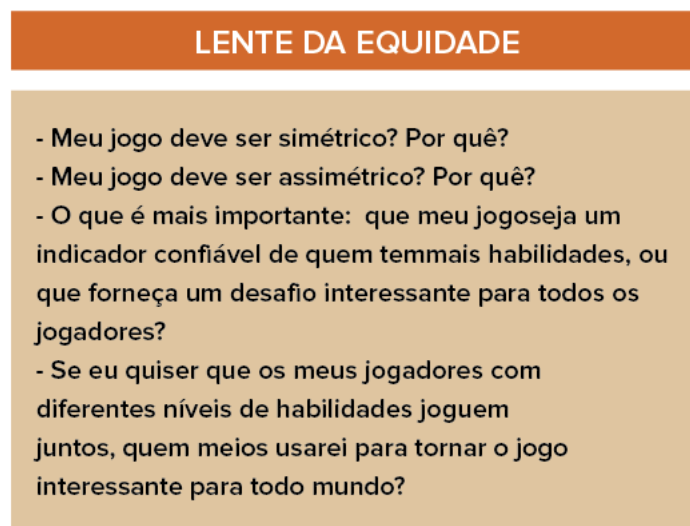 LENTE DA EQUIDADE
- Meu jogo deve ser simétrico? Por quê?
- Meu jogo deve ser assimétrico? Por quê?
- O que é mais importante:  que meu jogoseja um
indicador confiável de quem temmais habilidades, ou
que forneça um desafio interessante para todos os
jogadores?
- Se eu quiser que os meus jogadores com
diferentes níveis de habilidades joguem
juntos, quem meios usarei para tornar o jogo
interessante para todo mundo?